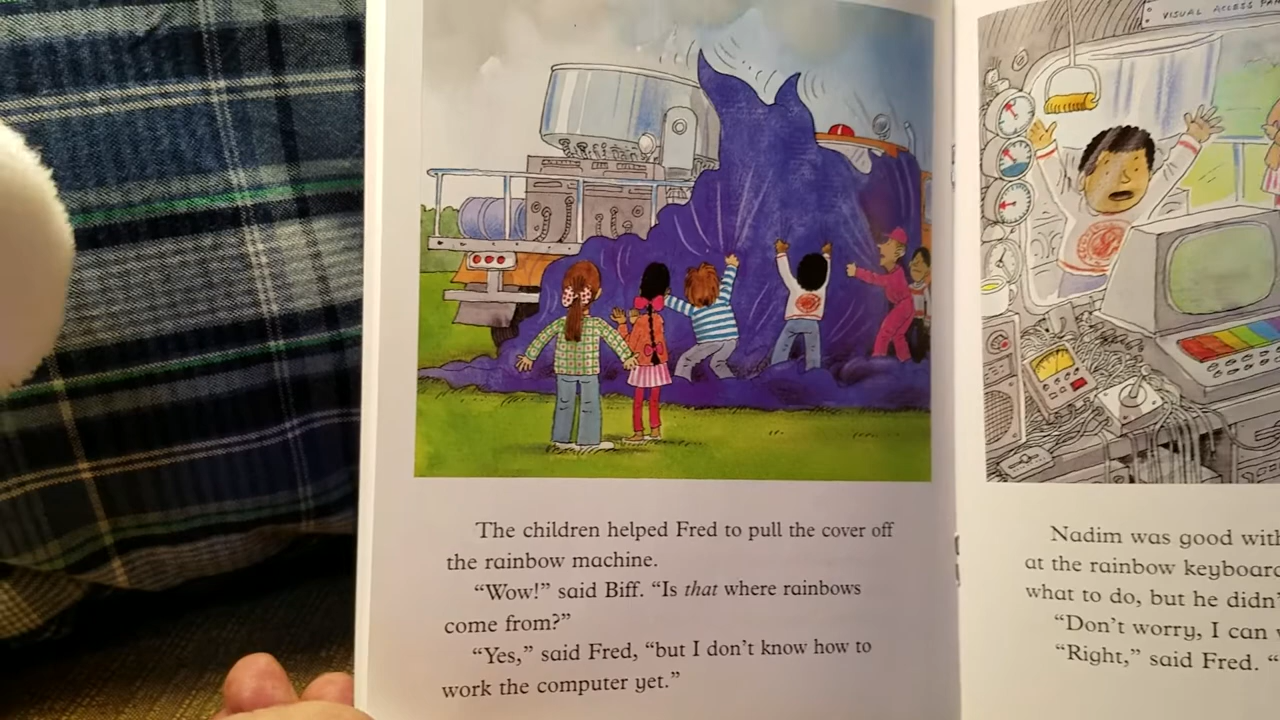 The children helped Fred to pull the cover off
the rainbow machine.
“Wow!” said Biff. “Is that where rainbows
come from?”
“Yes,” said Fred, “but I don’t know how to
work the computer yet.”
VISUAL ACCESS
Nadim was good with
at the rainbow keyboard
what to do, but he didn’
“Don’t worry, I can
“Right,” said Fred. “